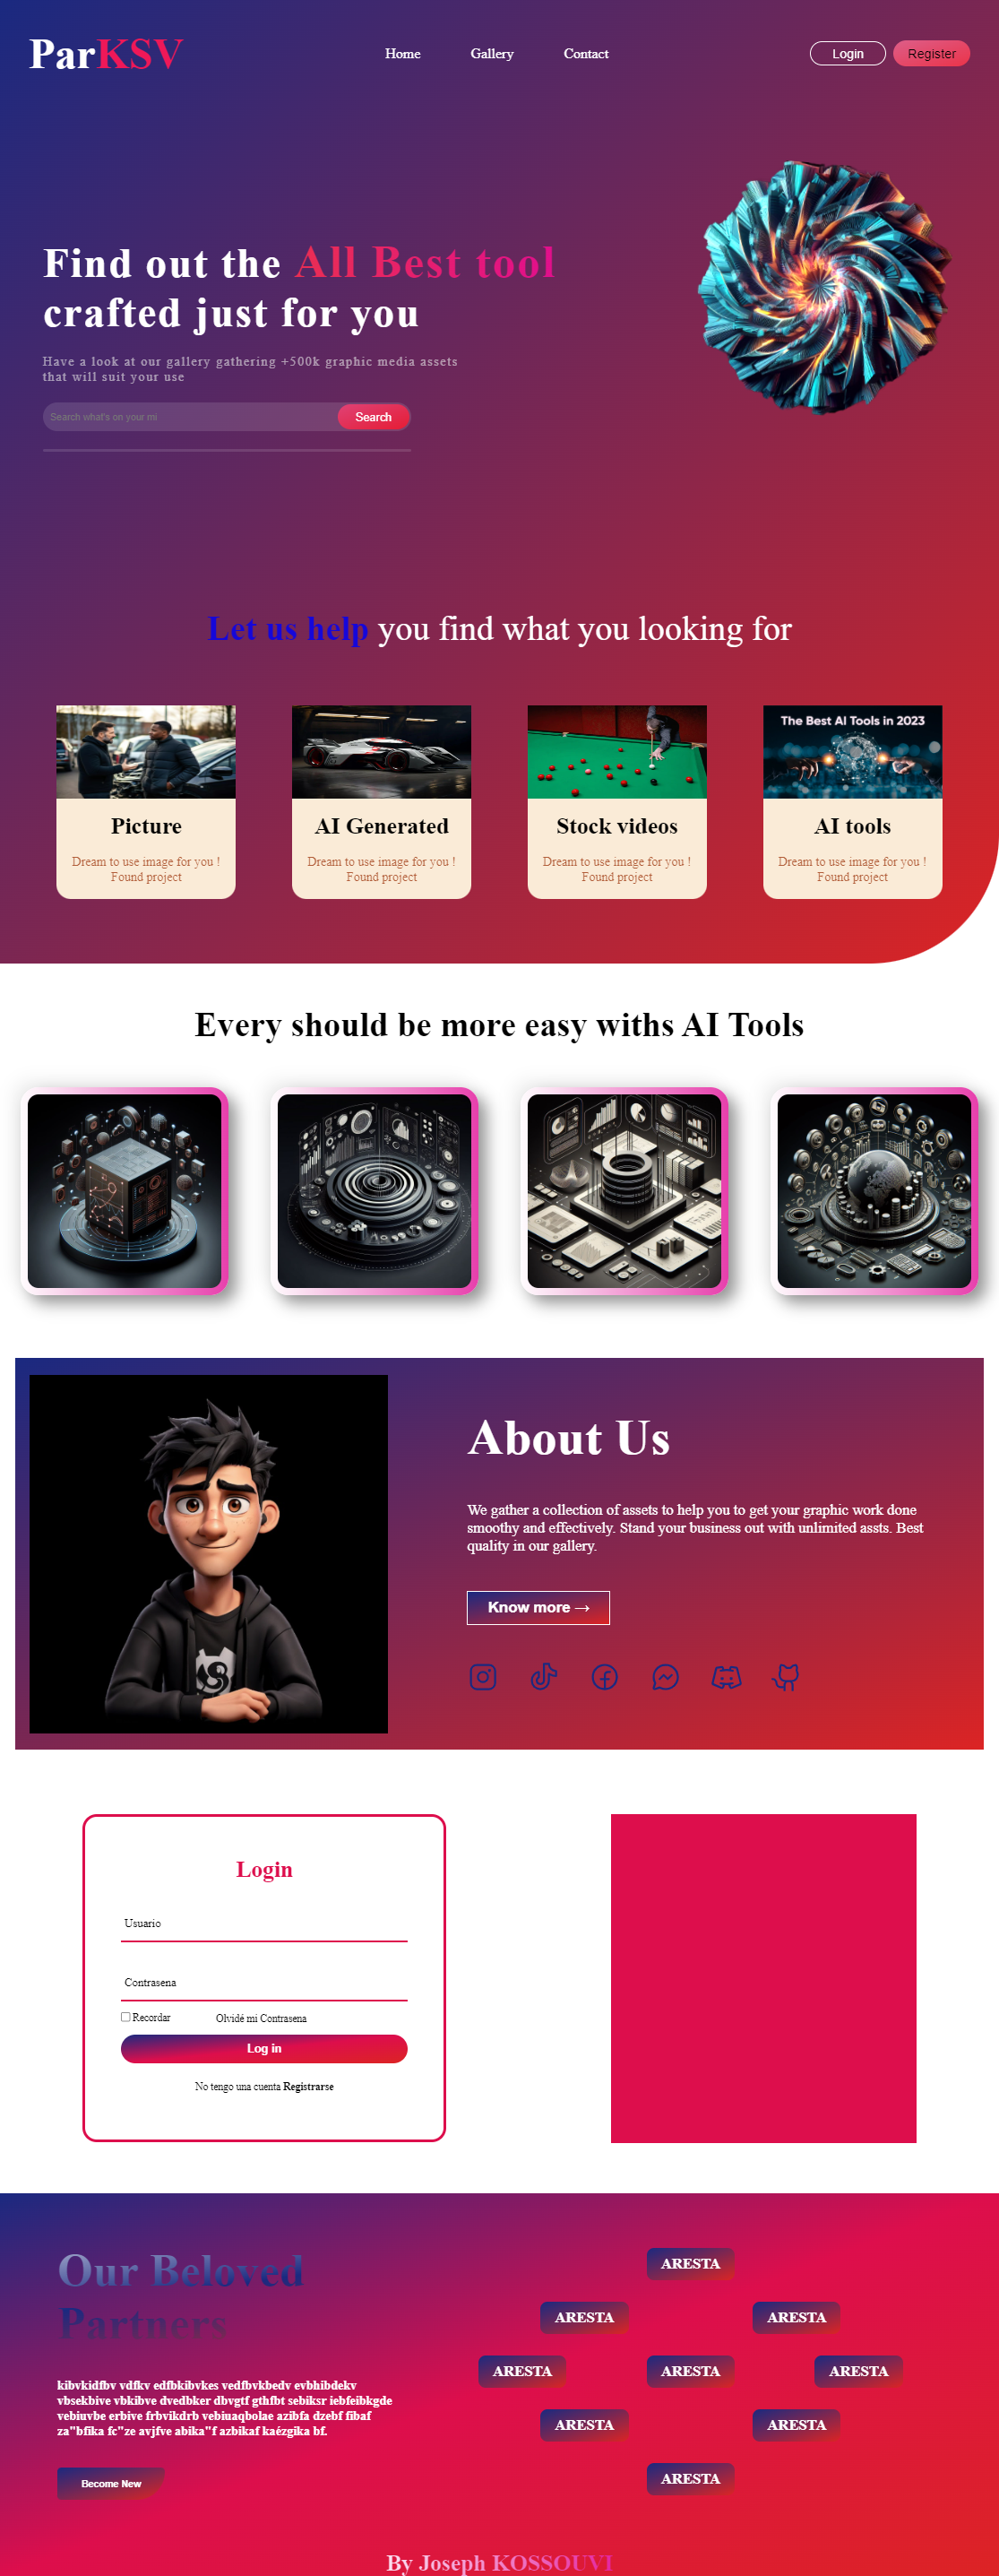 ParKSV
Home Gallery Contact
Login Register
Find out the All Best tool
crafted just for you
Have a look at our gallery gathering +500k graphic media assets
that will suit your use
Search what's on your mi
Search
Let us help you find what you looking for
The Best AI Tools in 2023
Picture
Dream to use image for you !
Found project
AI Generated
Dream to use image for you !
Found project
Stock videos
Dream to use image for you !
Found project
AI tools
Dream to use image for you !
Found project
Every should be more easy withs AI Tools
About Us
We gather a collection of assets to help you to get your graphic work done
smoothy and effectively. Stand your business out with unlimited assts. Best
quality in our gallery.
Know more →
Login
Usuario
Contrasena
Recordar Olvidé mi Contrasena
Log in
No tengo una cuenta Registrarse
Our Beloved
Partners
kibvkidfbv vdfkv edfbkibvkes vedfbvkbedv evbhibdekv
vbsekbive vbkibve dvedbker dbvgtf gthfbt sebiksr iebfeibkgde
vebiuvbe erbive frbvikdrb vebiuaqbolae azibfa dzebf fibaf
za"bfika fc"ze avjfve abika"f azbikaf kaézgika bf.
Become New
ARESTA
ARESTA ARESTA
ARESTA ARESTA ARESTA
ARESTA ARESTA
ARESTA
By Joseph KOSSOUVI